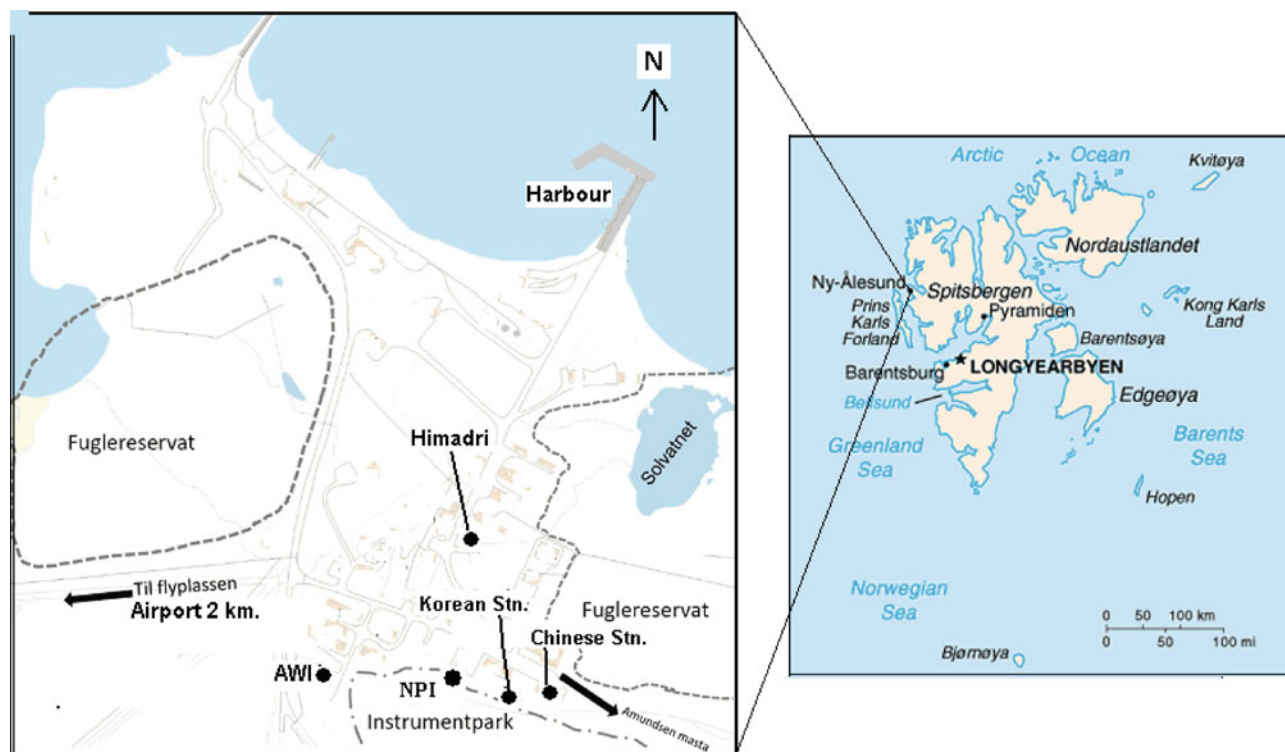 N
Harbour
Solvatnet
Himadri
Fuglereservat
Til flyplassen
Airport 2 km.
Korean Stn.
Fuglereservat
Chinese Stn.
AWI
NPI
Instrumentpark
Amundsen masta
Arctic Ocean
Kvitøya
Nordaustlandet
Ny-Ålesund
Spitsbergen
Prins
Karls
Forland
Pyramiden
Kong Karls
Land
Barentsøya
Barentsburg
LONGYEARBYEN
Bellsund
Edgeøya
Greenland
Sea
Barents
Sea
Hopen
Norwegian
Sea
0 50 100 km
0 50 100 mi
Bjørnøya